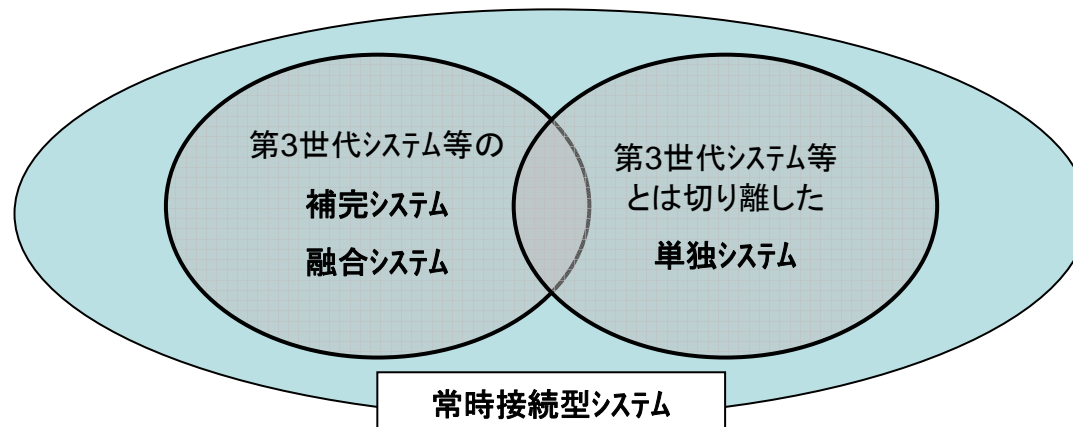 第3世代システム等の
補完システム
融合システム
第3世代システム等
とは切り離した
単独システム
常時接続型システム